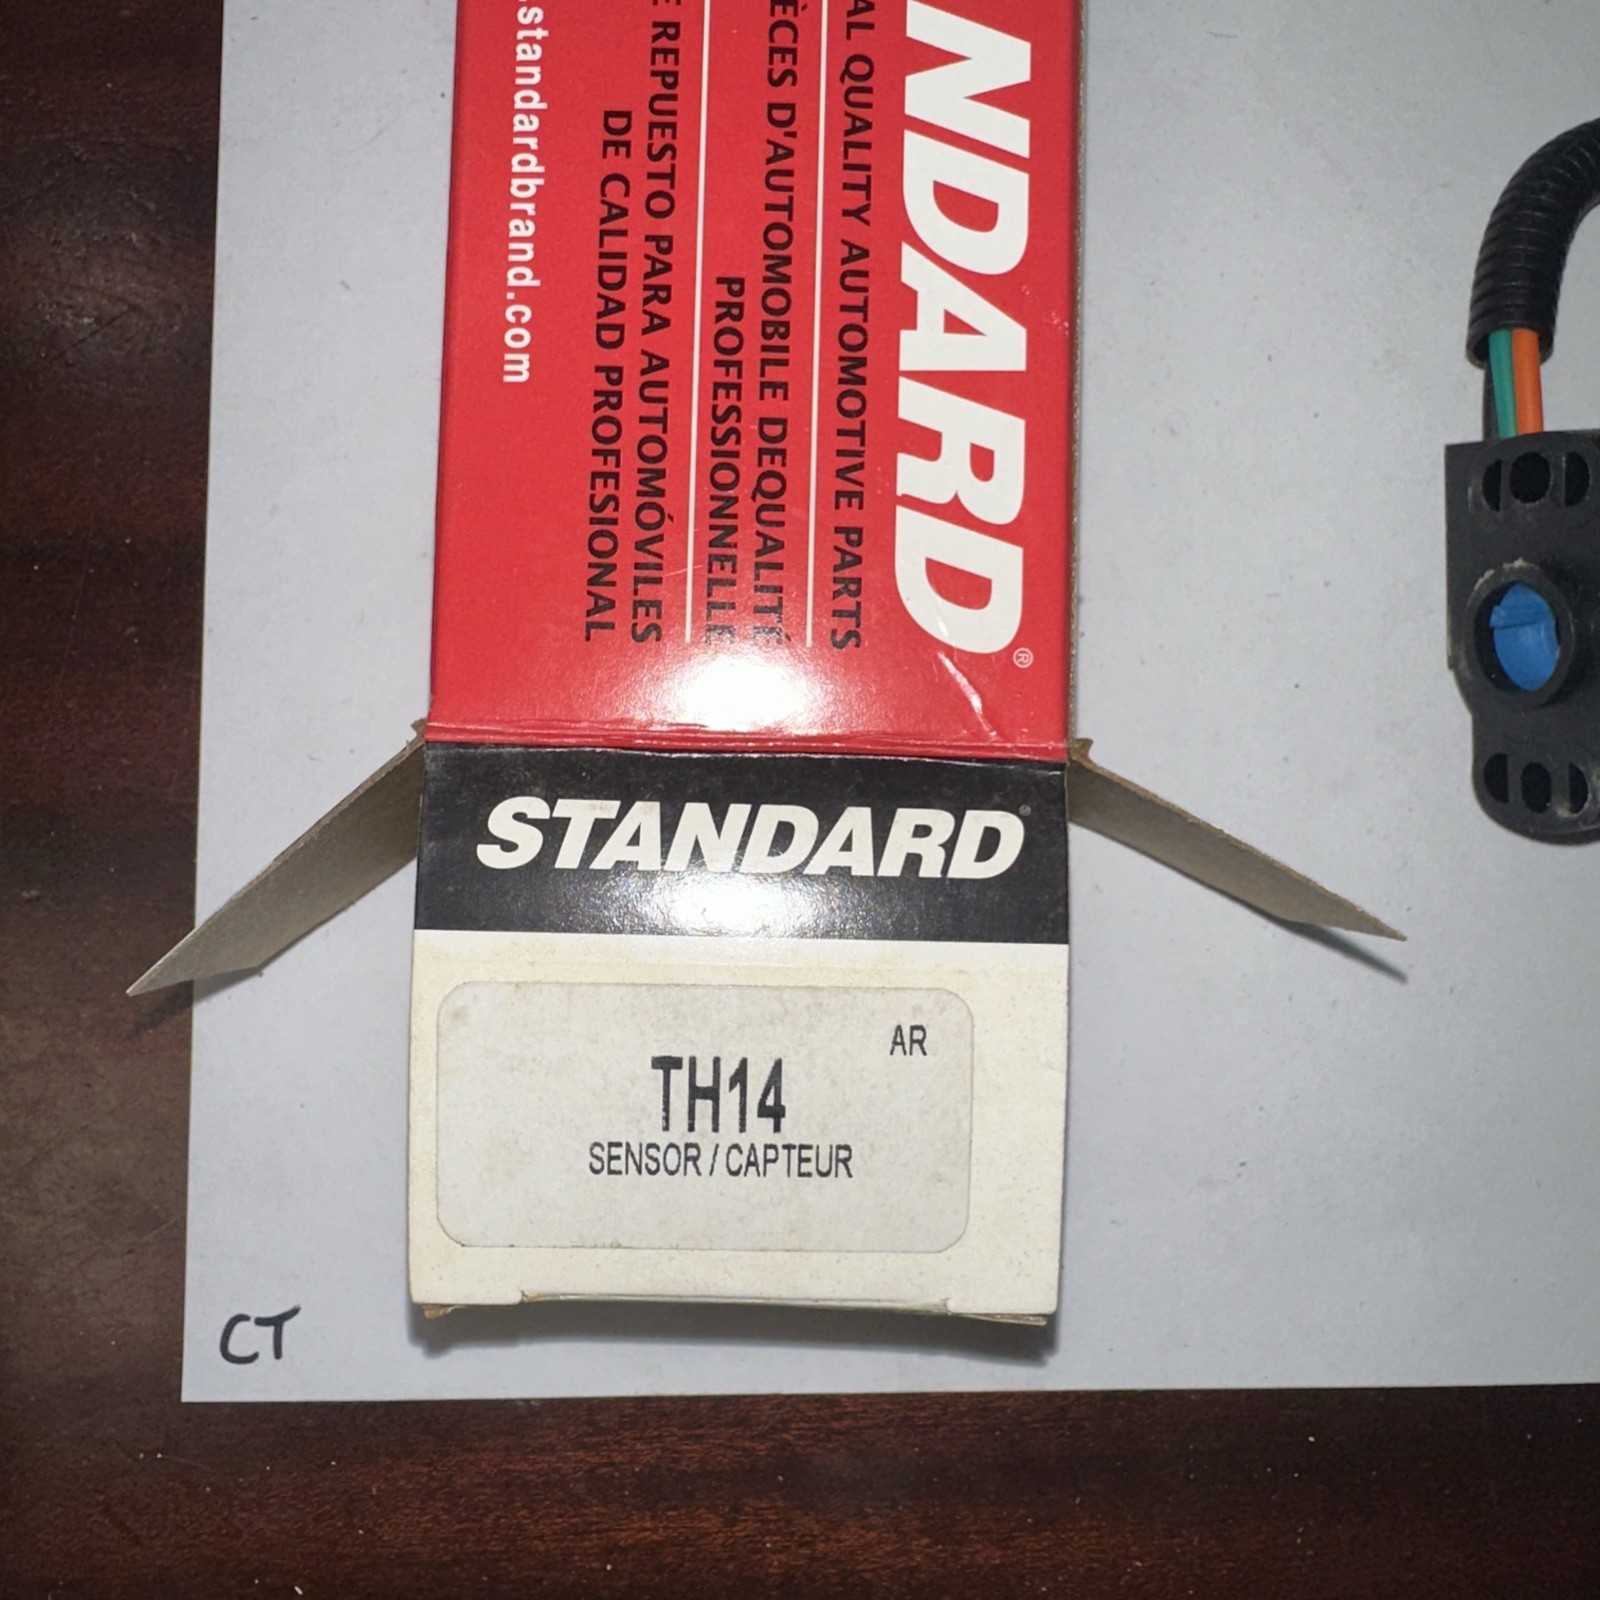 NDARD®
AL QUALITY AUTOMOTIVE PARTS
ÈCES D'AUTOMOBILE DEQUALITÉ
PROFESSIONNELLE
E REPUESTO PARA AUTOMÓVILES
DE CALIDAD PROFESIONAL
.standardbrand.com
STANDARD®
AR
TH14
SENSOR / CAPTEUR
CT